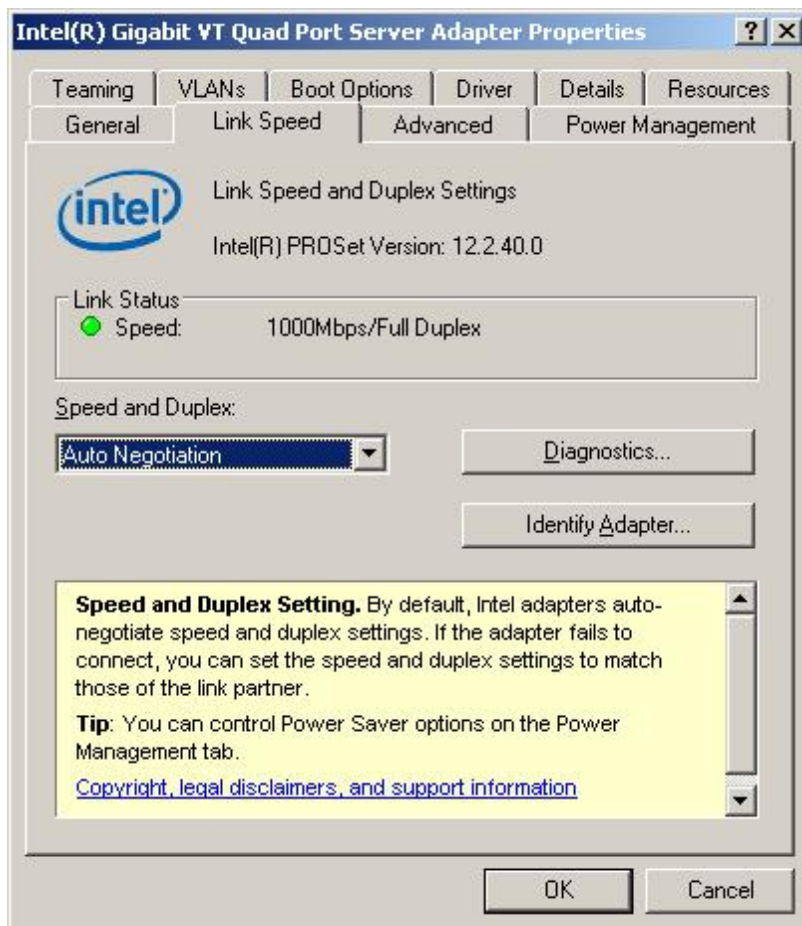 Intel(R) Gigabit VT Quad Port Server Adapter Properties
Teaming VLANs Boot Options Driver Details Resources
General Link Speed Advanced Power Management
intel
Link Speed and Duplex Settings
Intel(R) PROSet Version: 12.2.40.0
Link Status
Speed: 1000Mbps/Full Duplex
Speed and Duplex:
Auto Negotiation
Diagnostics...
Identify Adapter...
Speed and Duplex Setting. By default, Intel adapters auto-
negotiate speed and duplex settings. If the adapter fails to
connect, you can set the speed and duplex settings to match
those of the link partner.
Tip: You can control Power Saver options on the Power
Management tab.
Copyright, legal disclaimers, and support information
OK Cancel